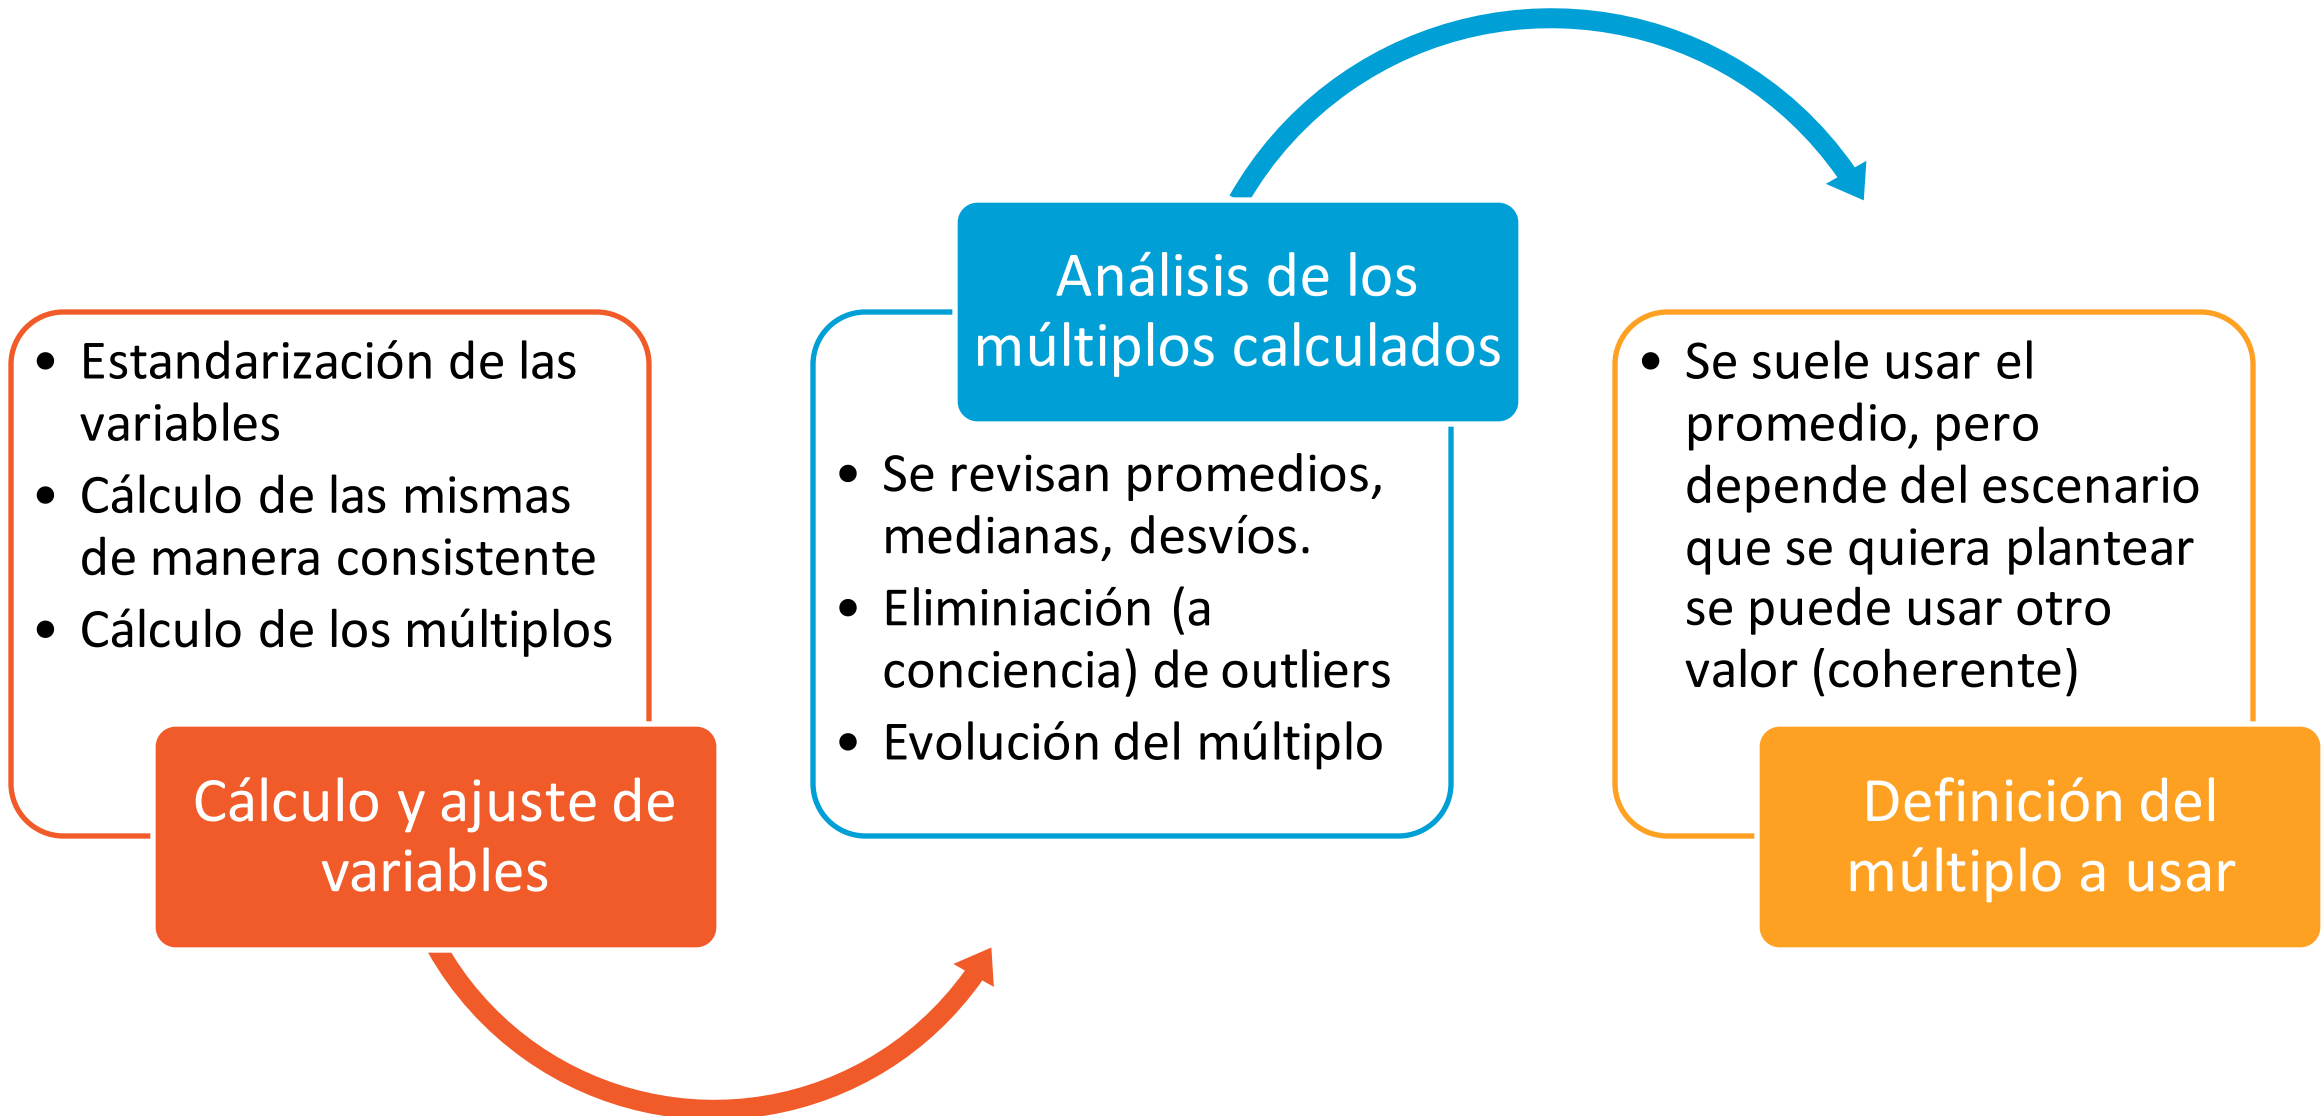 • Estandarización de las
variables
• Cálculo de las mismas
de manera consistente
• Cálculo de los múltiplos
Cálculo y ajuste de
variables
Análisis de los
múltiplos calculados
• Se revisan promedios,
medianas, desvíos.
• Eliminiación (a
conciencia) de outliers
• Evolución del múltiplo
• Se suele usar el
promedio, pero
depende del escenario
que se quiera plantear
se puede usar otro
valor (coherente)
Definición del
múltiplo a usar